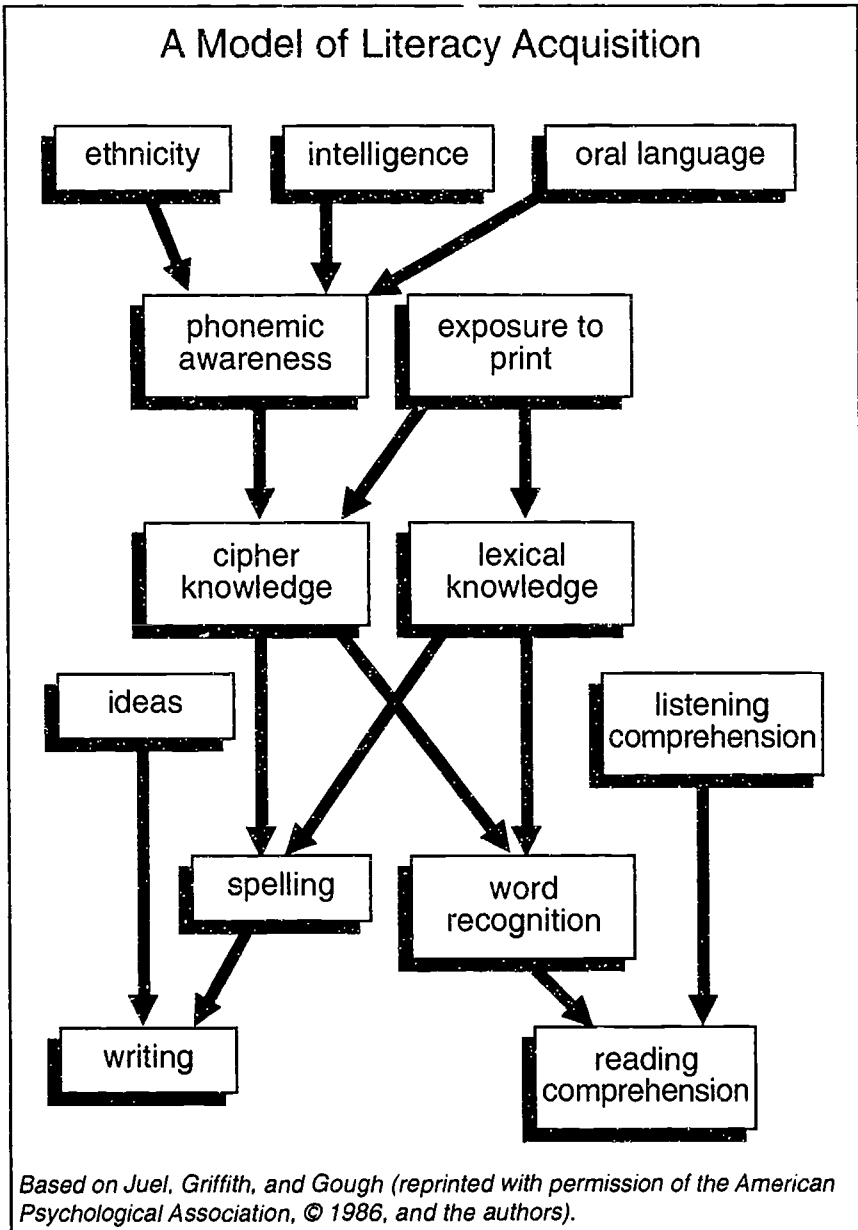 A Model of Literacy Acquisition
ethnicity
intelligence
oral language
phonemic
awareness
exposure to
print
cipher
knowledge
lexical
knowledge
ideas
listening
comprehension
spelling
word
recognition
writing
reading
comprehension
Based on Juel, Griffith, and Gough (reprinted with permission of the American
Psychological Association, © 1986, and the authors).